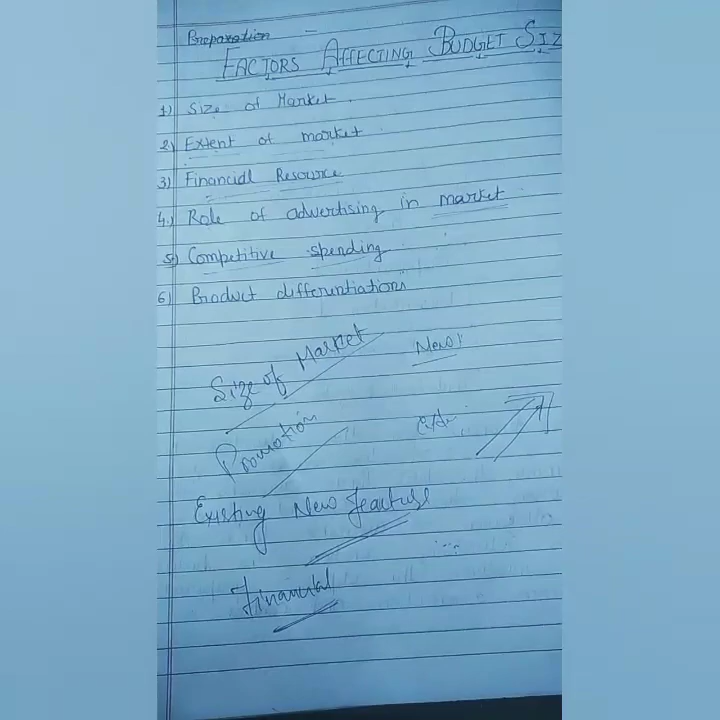 Preparation -
FACTORS AFFECTING BUDGET SIZ
1) Size of Market.
2) Extent of market
3) Financial Resource
4.) Role of advertising in market
5) Competitive spending
6) Product differentiations
Size of Market
New
Promotion
Existing New feature
Financial